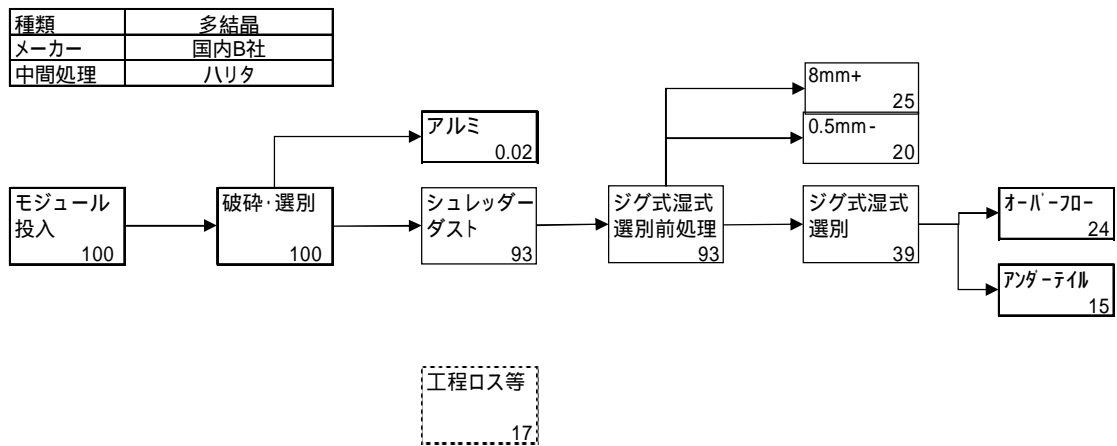 種類 多結晶
メーカー 国内B社
中間処理 ハリタ
8mm+
25
アルミ
0.02
0.5mm-
20
モジュール
投入
100
破砕・選別
100
シュレッダー
ダスト
93
ジグ式湿式
選別前処理
93
ジグ式湿式
選別
39
オーバーフロー
24
アンダーテイル
15
工程ロス等
17